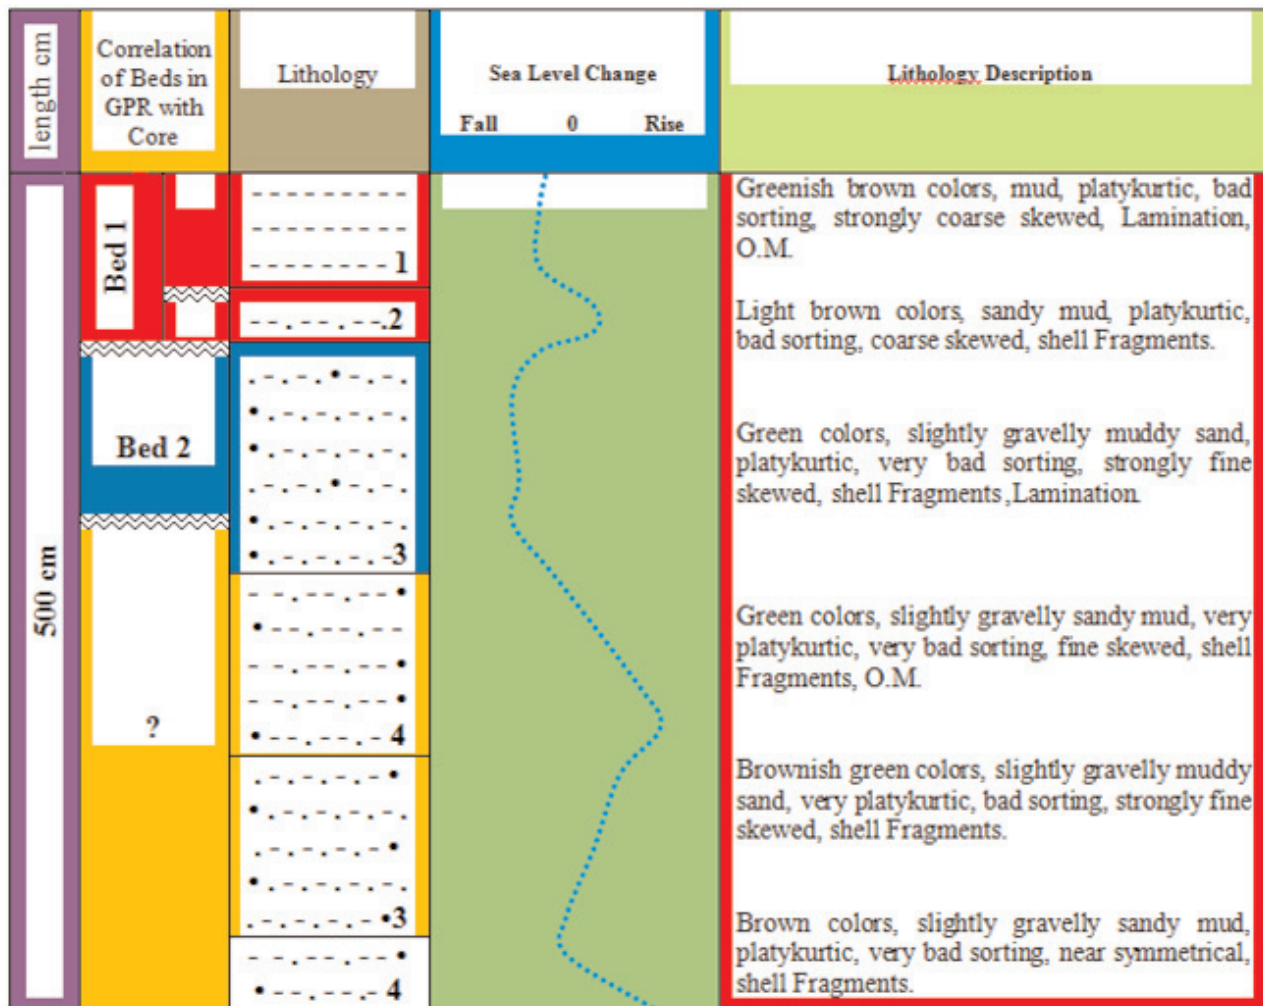 length cm
Correlation
of Beds in
GPR with
Core
Lithology
Sea Level Change
Fall 0 Rise
Lithology Description
500 cm
Bed 1
Bed 2
?
- - - - - - - - -
- - - - - - - - -
- - - - - - - - 1
- - . - - . - -.2
. - . - . • - . - .
• . - . - . - . - .
• . - . - . - . - .
. - . - . • - . - .
• . - . - . - . - .
• . - . - . - . -3
- - . - - . - - •
• - - . - - . - -
- - . - - . - - •
- - . - - . - - •
• - - . - - . - 4
. - . - . - . - •
• . - . - . - . - .
. - . - . - . - •
• . - . - . - . - .
. - . - . - . - •3
- - . - - . - - •
• - - . - - . - 4
Greenish brown colors, mud, platykurtic, bad
sorting, strongly coarse skewed, Lamination,
O.M.
Light brown colors, sandy mud, platykurtic,
bad sorting, coarse skewed, shell Fragments.
Green colors, slightly gravelly muddy sand,
platykurtic, very bad sorting, strongly fine
skewed, shell Fragments ,Lamination.
Green colors, slightly gravelly sandy mud, very
platykurtic, very bad sorting, fine skewed, shell
Fragments, O.M.
Brownish green colors, slightly gravelly muddy
sand, very platykurtic, bad sorting, strongly fine
skewed, shell Fragments.
Brown colors, slightly gravelly sandy mud,
platykurtic, very bad sorting, near symmetrical,
shell Fragments.